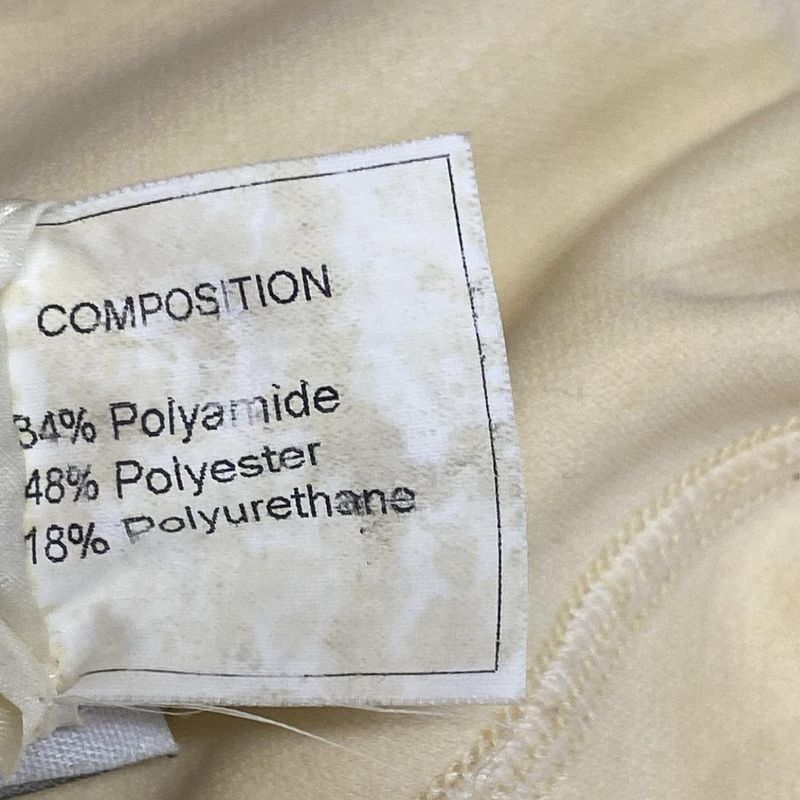 COMPOSITION
34% Polyamide
48% Polyester
18% Polyurethane